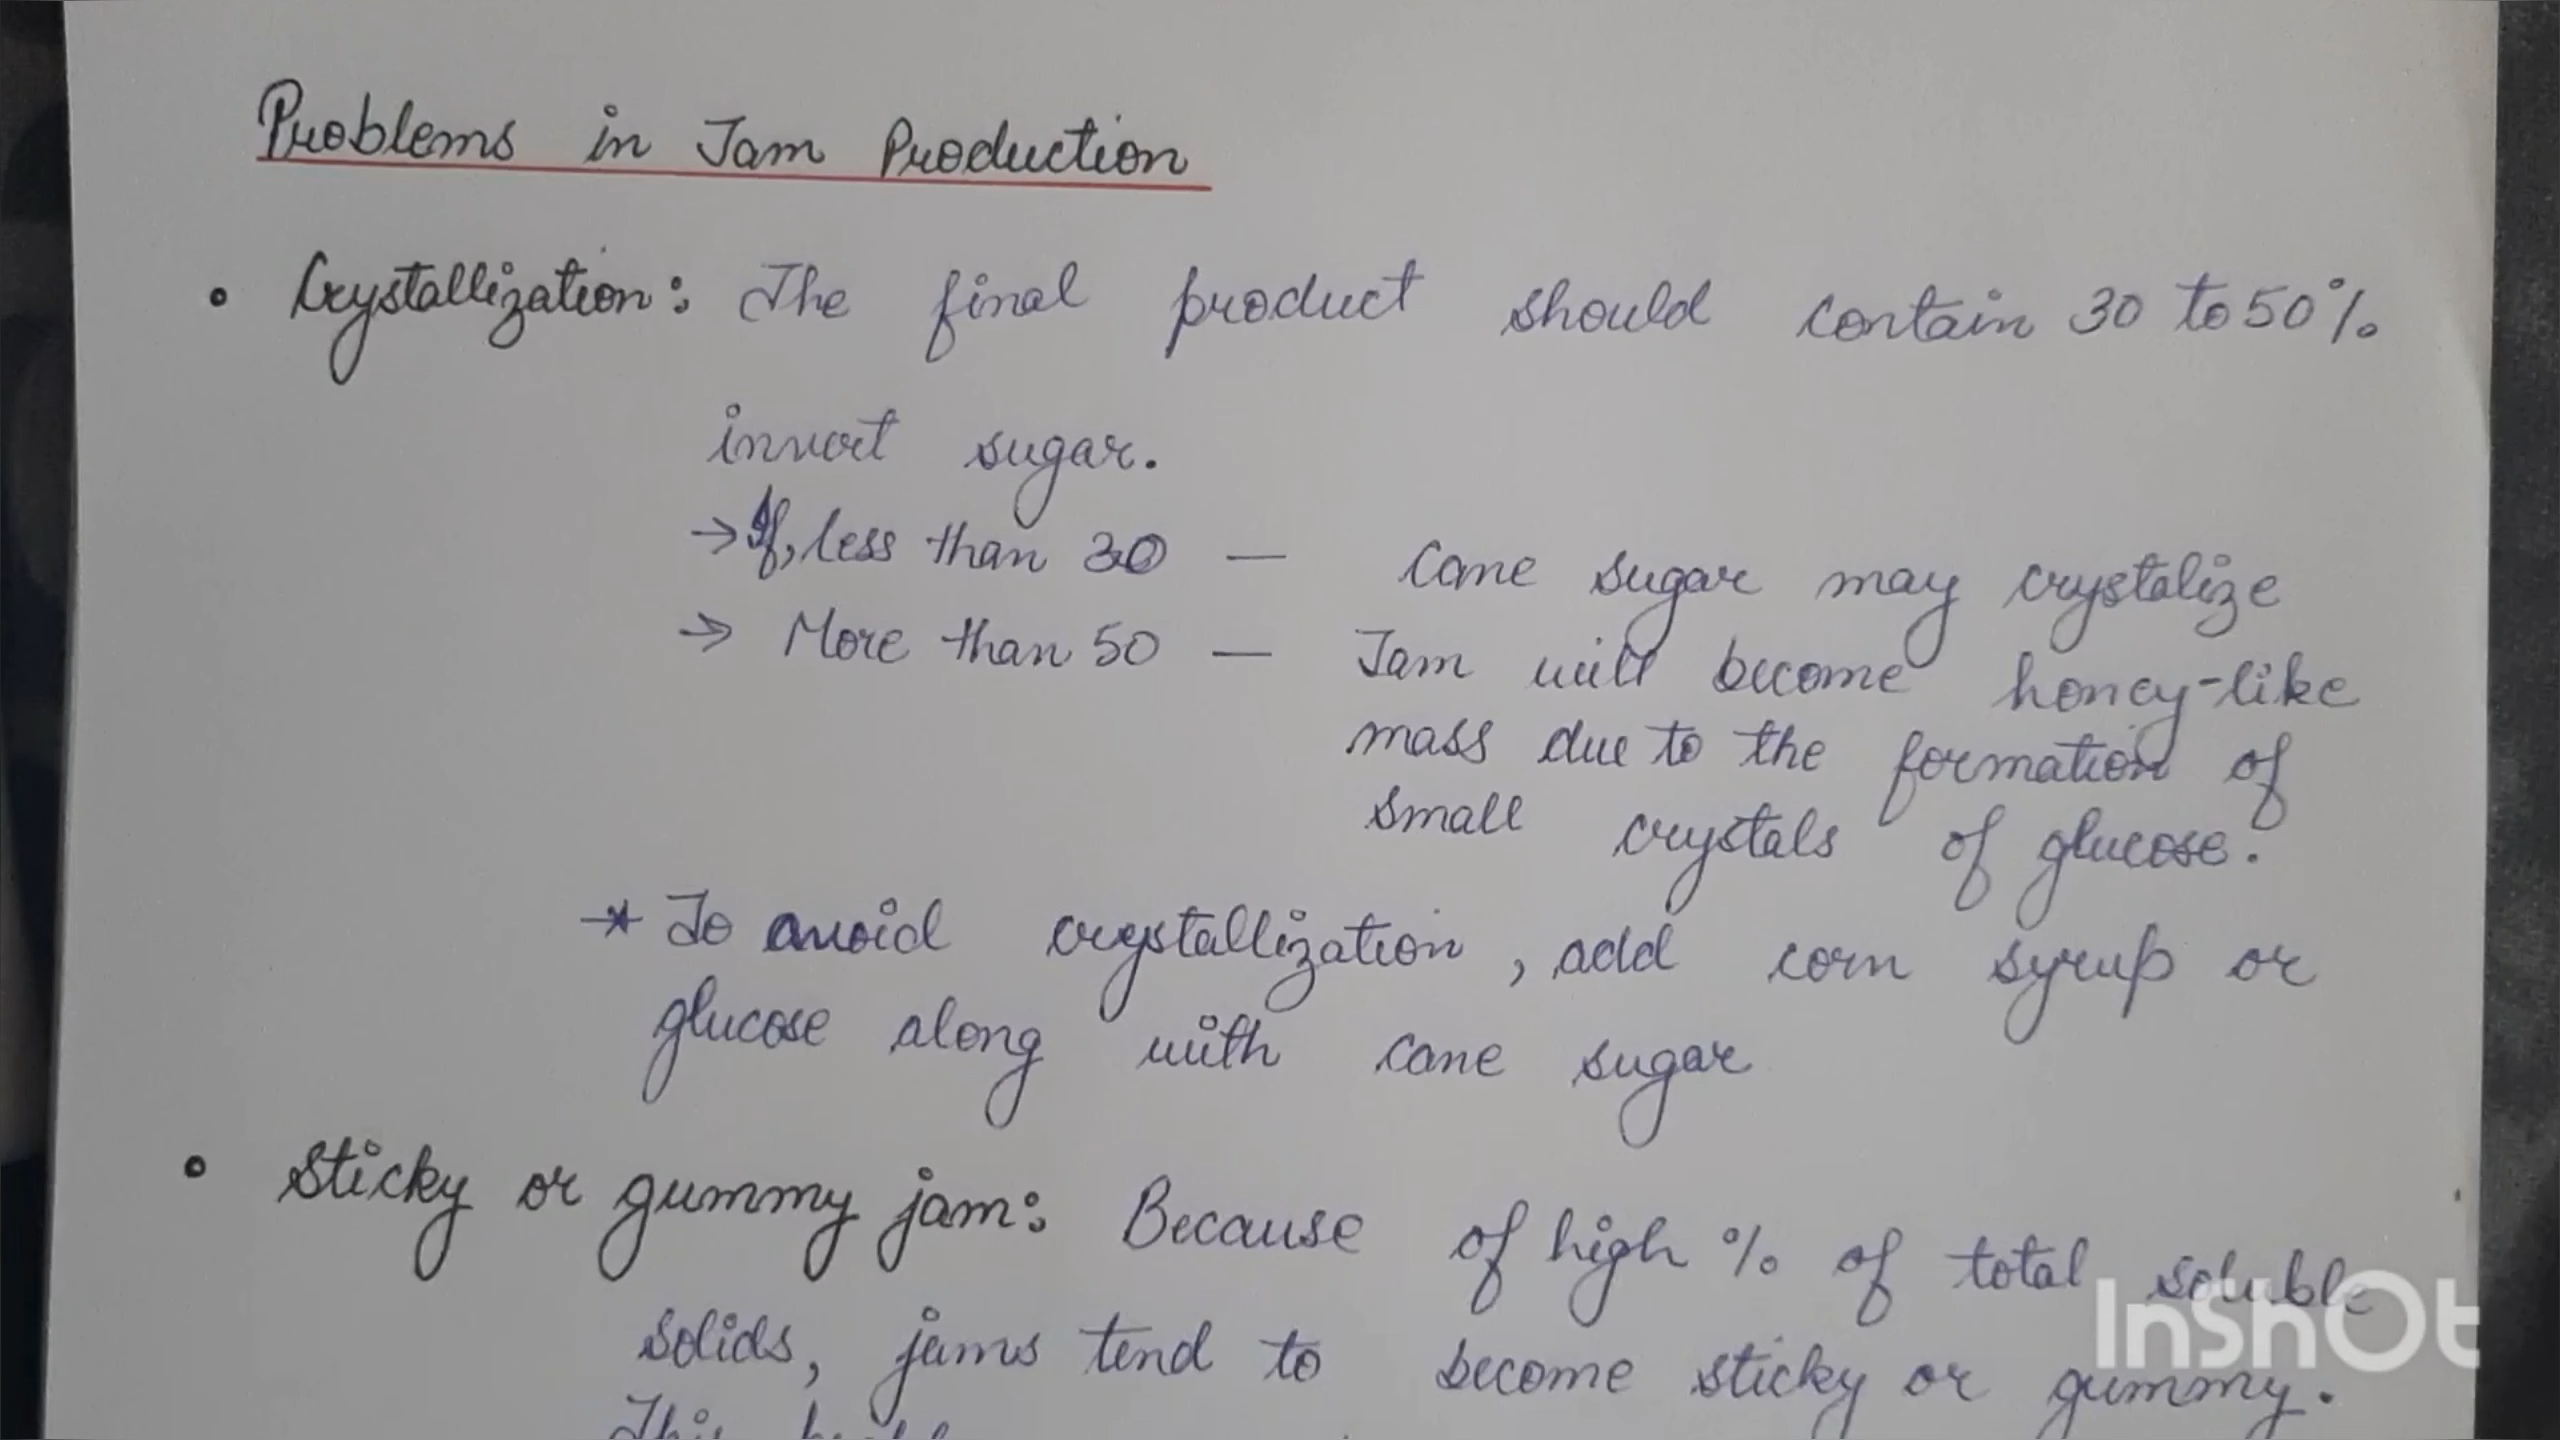 Problems in Jam Production
• Crystallization: The final product should contain 30 to 50%
invert sugar.
→ If, less than 30 — Cane sugar may crystalize
→ More than 50 — Jam will become honey-like
mass due to the formation of
small crystals of glucose.
* To avoid crystallization, add corn syrup or
glucose along with cane sugar
• Sticky or gummy jam: Because of high % of total soluble
solids, jams tend to become sticky or gummy.
This
InShOt